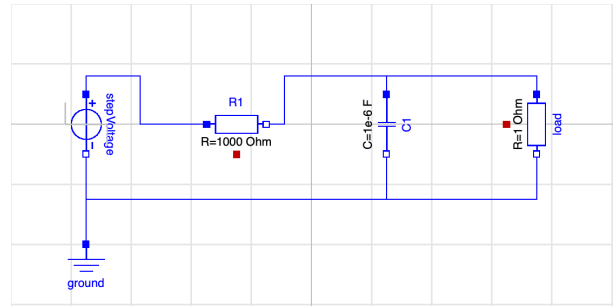 +
stepVoltage
−
R1
R=1000 Ohm
C=1e-6 F
C1
R=1 Ohm
load
ground